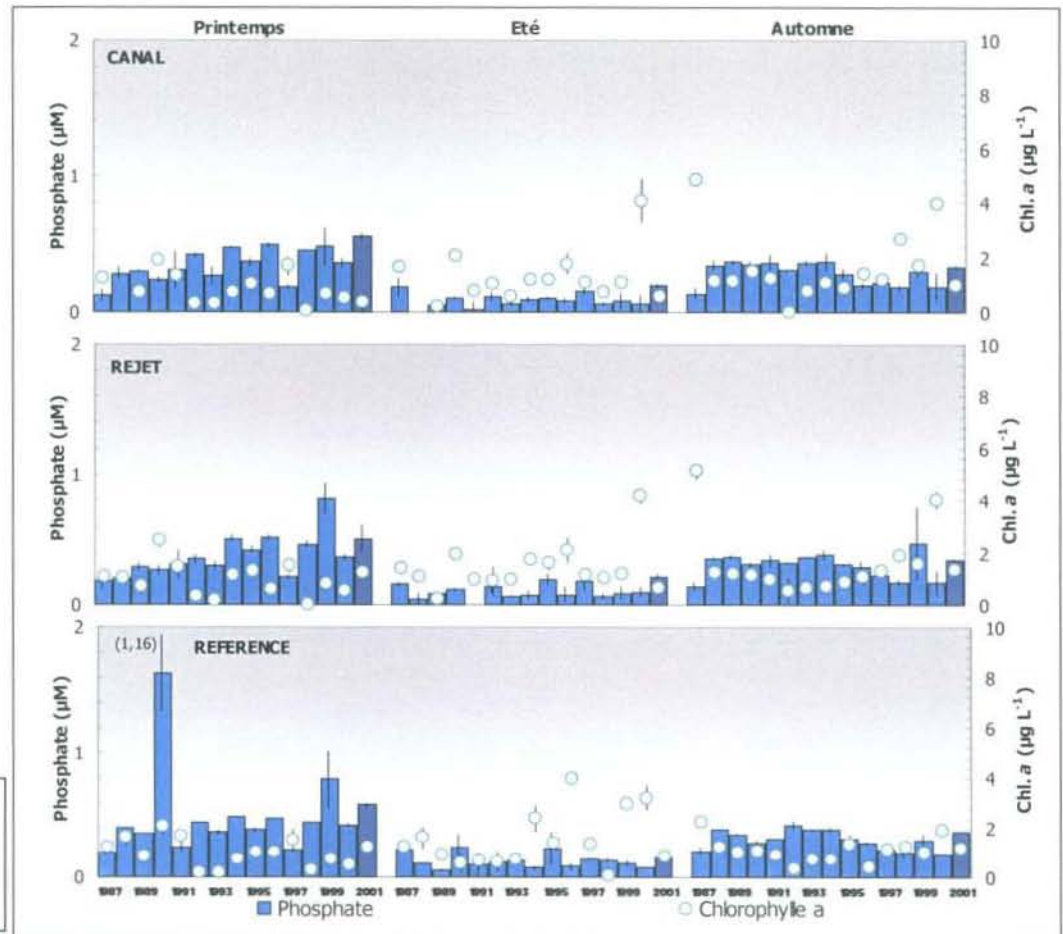 Printemps Eté Automne
2 10
CANAL
8
6
1
4
2
0 0
Phosphate (µM)
Chl. a (µg L-1)
2 10
REJET
8
6
1
4
2
0 0
Phosphate (µM)
Chl. a (µg L-1)
2 10
(1,16) REFERENCE
8
6
1
4
2
0 0
Phosphate (µM)
Chl. a (µg L-1)
1987 1989 1991 1993 1995 1997 1999 2001 1987 1989 1991 1993 1995 1997 1999 2001 1987 1989 1991 1993 1995 1997 1999 2001
Phosphate Chlorophylle a